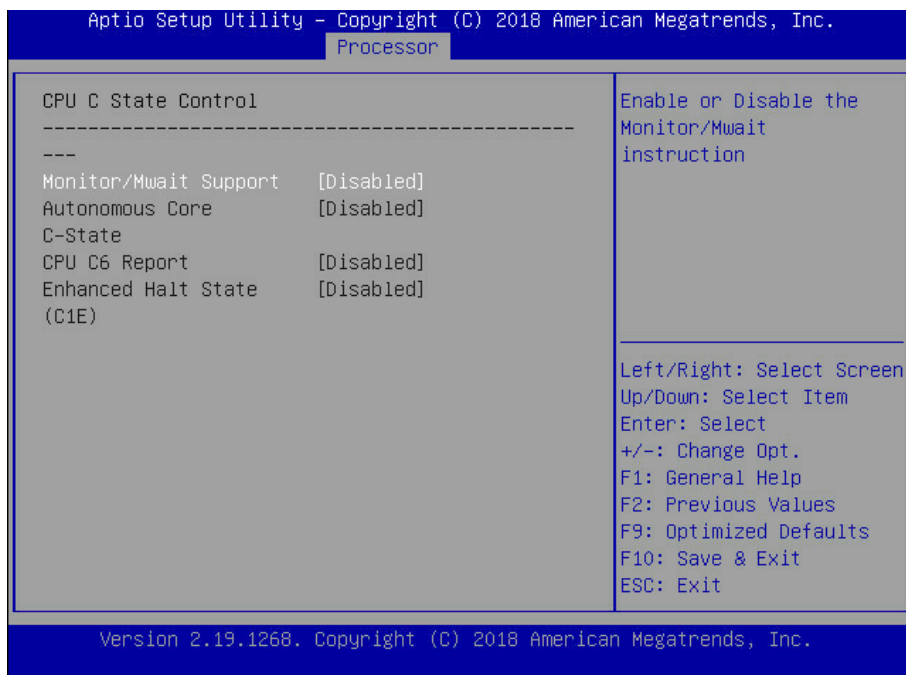 Aptio Setup Utility – Copyright (C) 2018 American Megatrends, Inc.
Processor
CPU C State Control
-----------------------------------------------
---
Monitor/Mwait Support [Disabled]
Autonomous Core [Disabled]
C-State
CPU C6 Report [Disabled]
Enhanced Halt State [Disabled]
(C1E)
Enable or Disable the
Monitor/Mwait
instruction
Left/Right: Select Screen
Up/Down: Select Item
Enter: Select
+/-: Change Opt.
F1: General Help
F2: Previous Values
F9: Optimized Defaults
F10: Save & Exit
ESC: Exit
Version 2.19.1268. Copyright (C) 2018 American Megatrends, Inc.